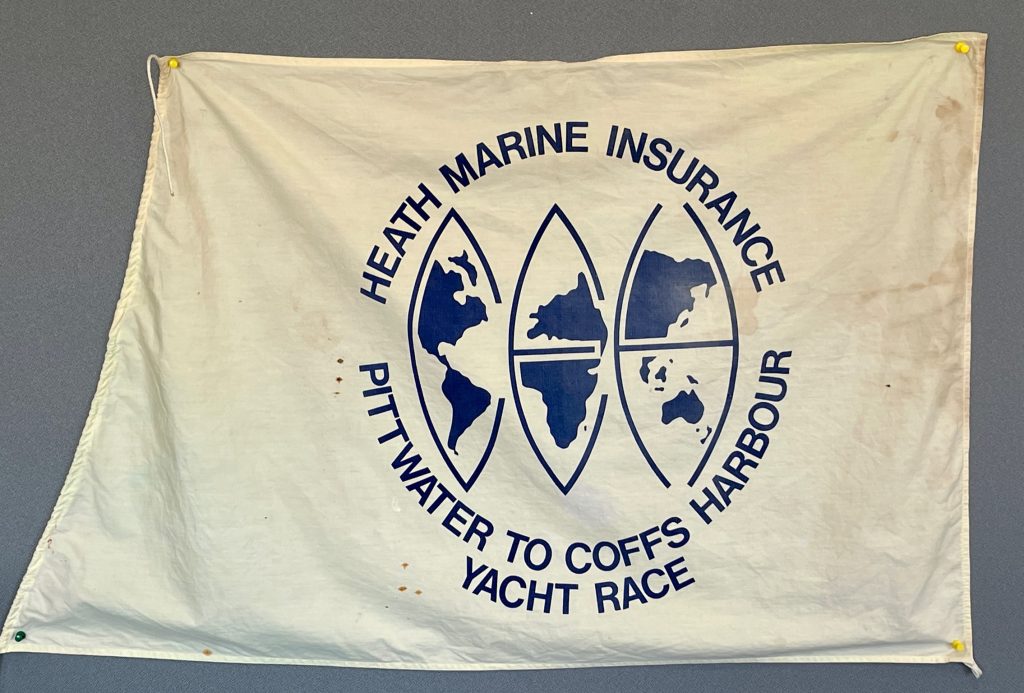 HEATH MARINE INSURANCE
PITTWATER TO COFFS HARBOUR
YACHT RACE